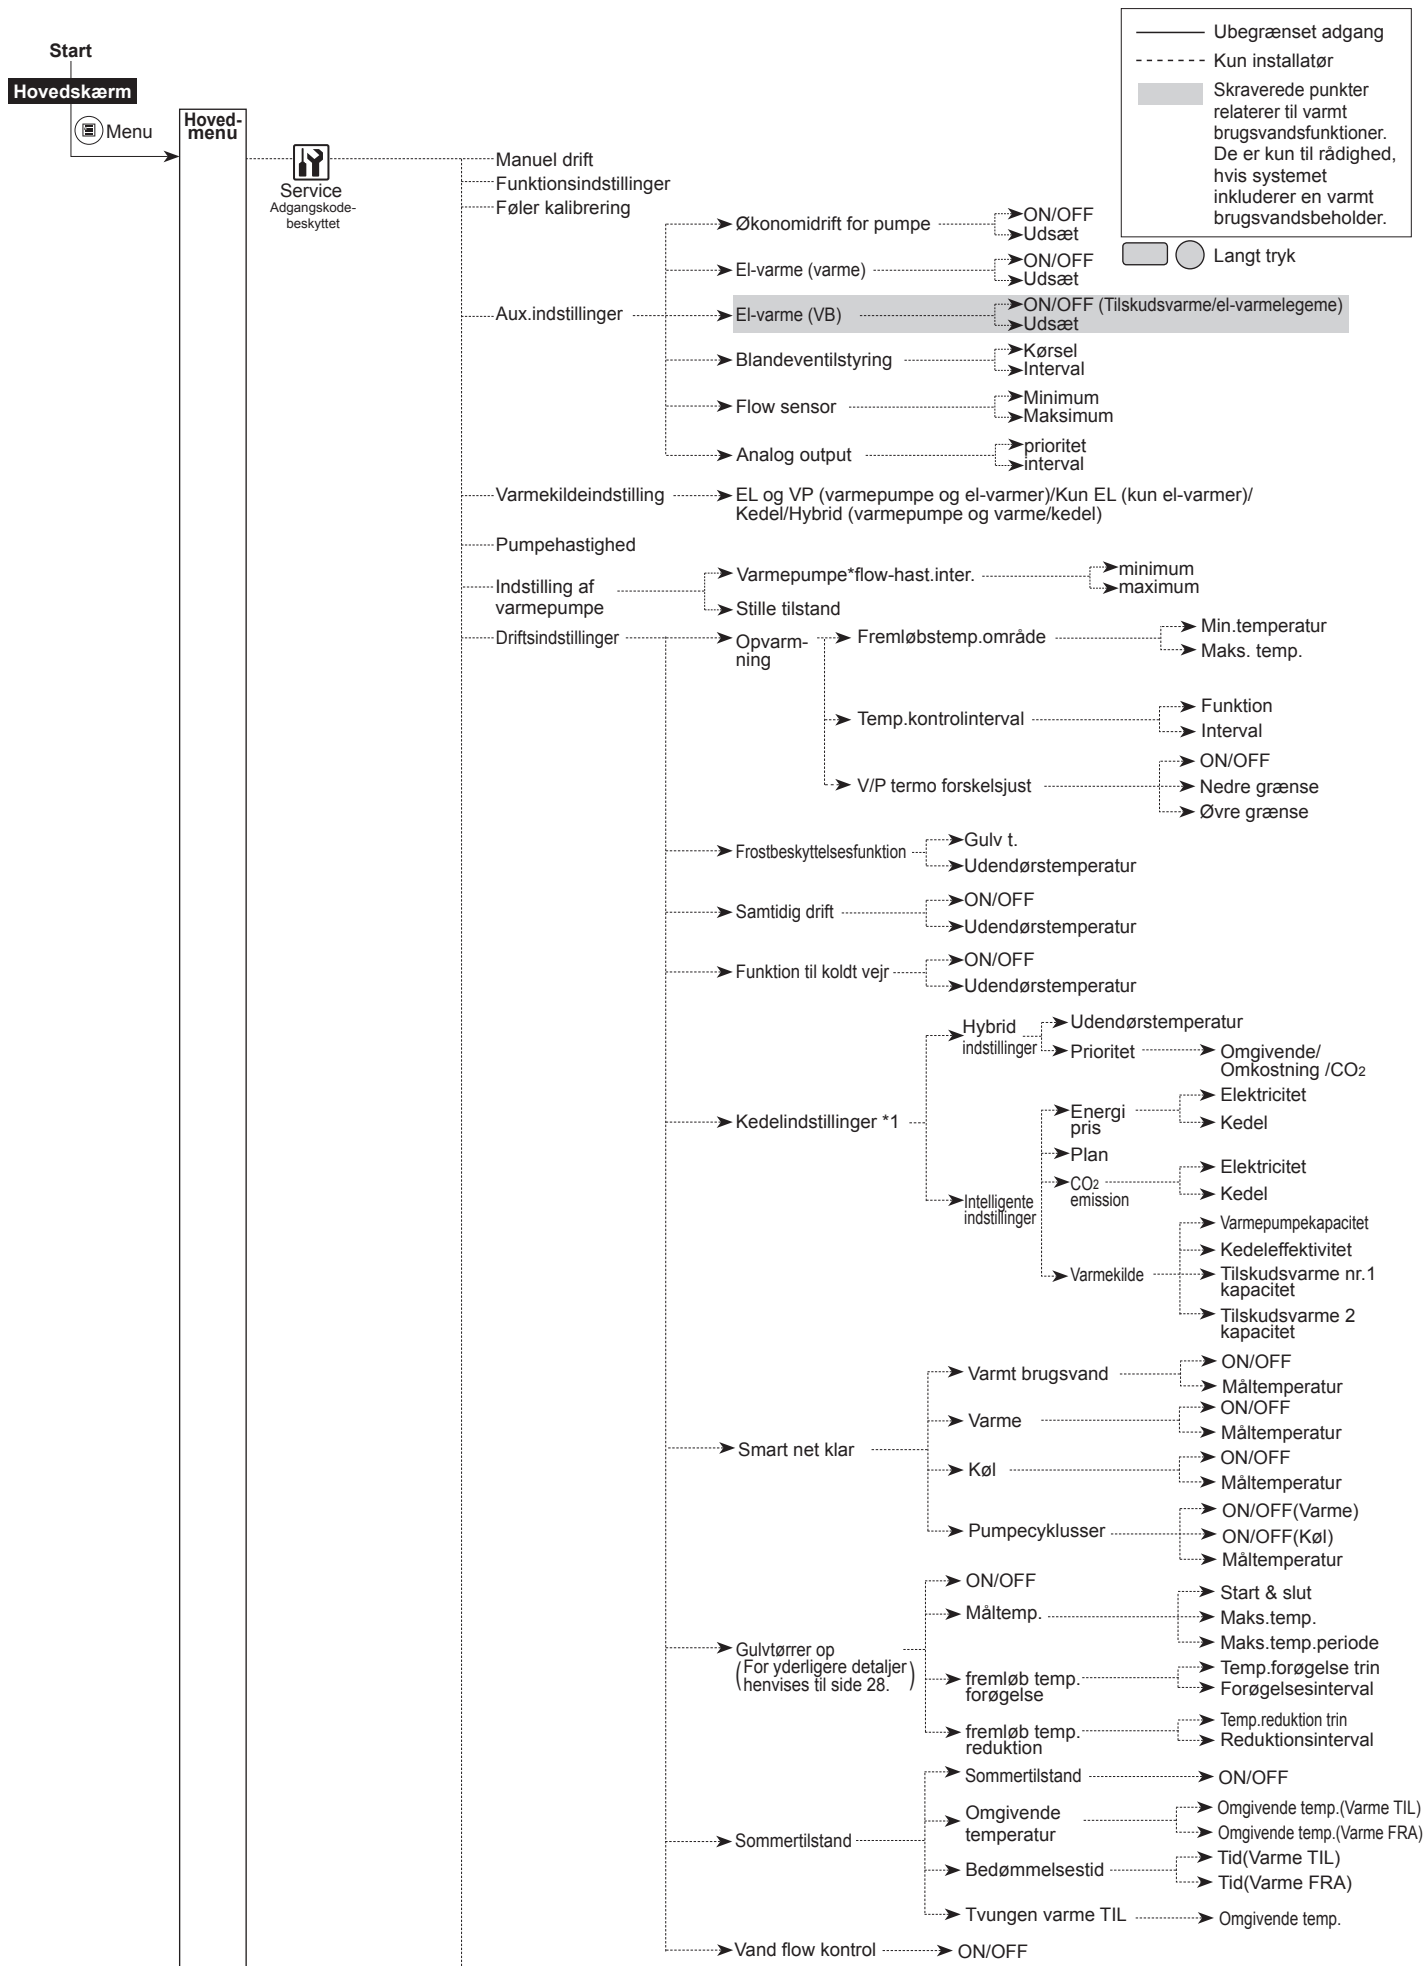 Start
Hovedskærm
Menu
Hoved-
menu
Service
Adgangskode-
beskyttet
Ubegrænset adgang
Kun installatør
Skraverede punkter
relaterer til varmt
brugsvandsfunktioner.
De er kun til rådighed,
hvis systemet
inkluderer en varmt
brugsvandsbeholder.
Langt tryk
Manuel drift
Funktionsindstillinger
Føler kalibrering
Aux.indstillinger
Økonomidrift for pumpe
ON/OFF
Udsæt
El-varme (varme)
ON/OFF
Udsæt
El-varme (VB)
ON/OFF (Tilskudsvarme/el-varmelegeme)
Udsæt
Blandeventilstyring
Kørsel
Interval
Flow sensor
Minimum
Maksimum
Analog output
prioritet
interval
Varmekildeindstilling
EL og VP (varmepumpe og el-varmer)/Kun EL (kun el-varmer)/
Kedel/Hybrid (varmepumpe og varme/kedel)
Pumpehastighed
Indstilling af
varmepumpe
Varmepumpe*flow-hast.inter.
minimum
maximum
Stille tilstand
Driftsindstillinger
Opvarm-
ning
Fremløbstemp.område
Min.temperatur
Maks. temp.
Temp.kontrolinterval
Funktion
Interval
V/P termo forskelsjust
ON/OFF
Nedre grænse
Øvre grænse
Frostbeskyttelsesfunktion
Gulv t.
Udendørstemperatur
Samtidig drift
ON/OFF
Udendørstemperatur
Funktion til koldt vejr
ON/OFF
Udendørstemperatur
Kedelindstillinger *1
Hybrid
indstillinger
Udendørstemperatur
Prioritet
Omgivende/
Omkostning /CO2
Intelligente
indstillinger
Energi
pris
Elektricitet
Kedel
Plan
CO2
emission
Elektricitet
Kedel
Varmekilde
Varmepumpekapacitet
Kedeleffektivitet
Tilskudsvarme nr.1
kapacitet
Tilskudsvarme 2
kapacitet
Smart net klar
Varmt brugsvand
ON/OFF
Måltemperatur
Varme
ON/OFF
Måltemperatur
Køl
ON/OFF
Måltemperatur
Pumpecyklusser
ON/OFF(Varme)
ON/OFF(Køl)
Måltemperatur
Gulvtørrer op
(For yderligere detaljer
henvises til side 28.)
ON/OFF
Måltemp.
Start & slut
Maks.temp.
Maks.temp.periode
fremløb temp.
forøgelse
Temp.forøgelse trin
Forøgelsesinterval
fremløb temp.
reduktion
Temp.reduktion trin
Reduktionsinterval
Sommertilstand
Sommertilstand
ON/OFF
Omgivende
temperatur
Omgivende temp.(Varme TIL)
Omgivende temp.(Varme FRA)
Bedømmelsestid
Tid(Varme TIL)
Tid(Varme FRA)
Tvungen varme TIL
Omgivende temp.
Vand flow kontrol
ON/OFF